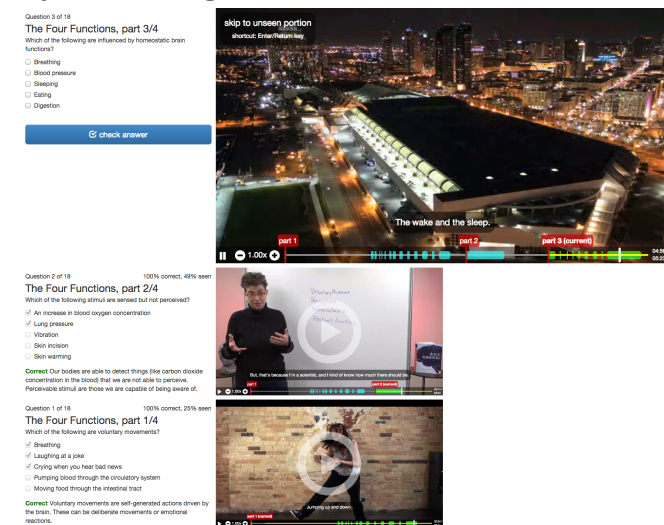 Question 3 of 18
The Four Functions, part 3/4
Which of the following are influenced by homeostatic brain
functions?
Breathing
Blood pressure
Sleeping
Eating
Digestion
check answer
skip to unseen portion
shortcut: Enter/Return key
The wake and the sleep.
part 1
part 2
part 3 (current)
1.00x
04:56
05:23
Question 2 of 18
100% correct, 49% seen
The Four Functions, part 2/4
Which of the following stimuli are sensed but not perceived?
An increase in blood oxygen concentration
Lung pressure
Vibration
Skin incision
Skin warming
Correct Our bodies are able to detect things (like carbon dioxide
concentration in the blood) that we are not able to perceive.
Perceivable stimuli are those we are capable of being aware of.
Voluntary Movement
But, that's because I'm a scientist, and I kind of know how much there should be.
part 1
part 2 (current)
1.00x
Question 1 of 18
100% correct, 25% seen
The Four Functions, part 1/4
Which of the following are voluntary movements?
Breathing
Laughing at a joke
Crying when you hear bad news
Pumping blood through the circulatory system
Moving food through the intestinal tract
Correct Voluntary movements are self-generated actions driven by
the brain. These can be deliberate movements or emotional
reactions.
Jumping up and down.
part 1 (current)
1.00x